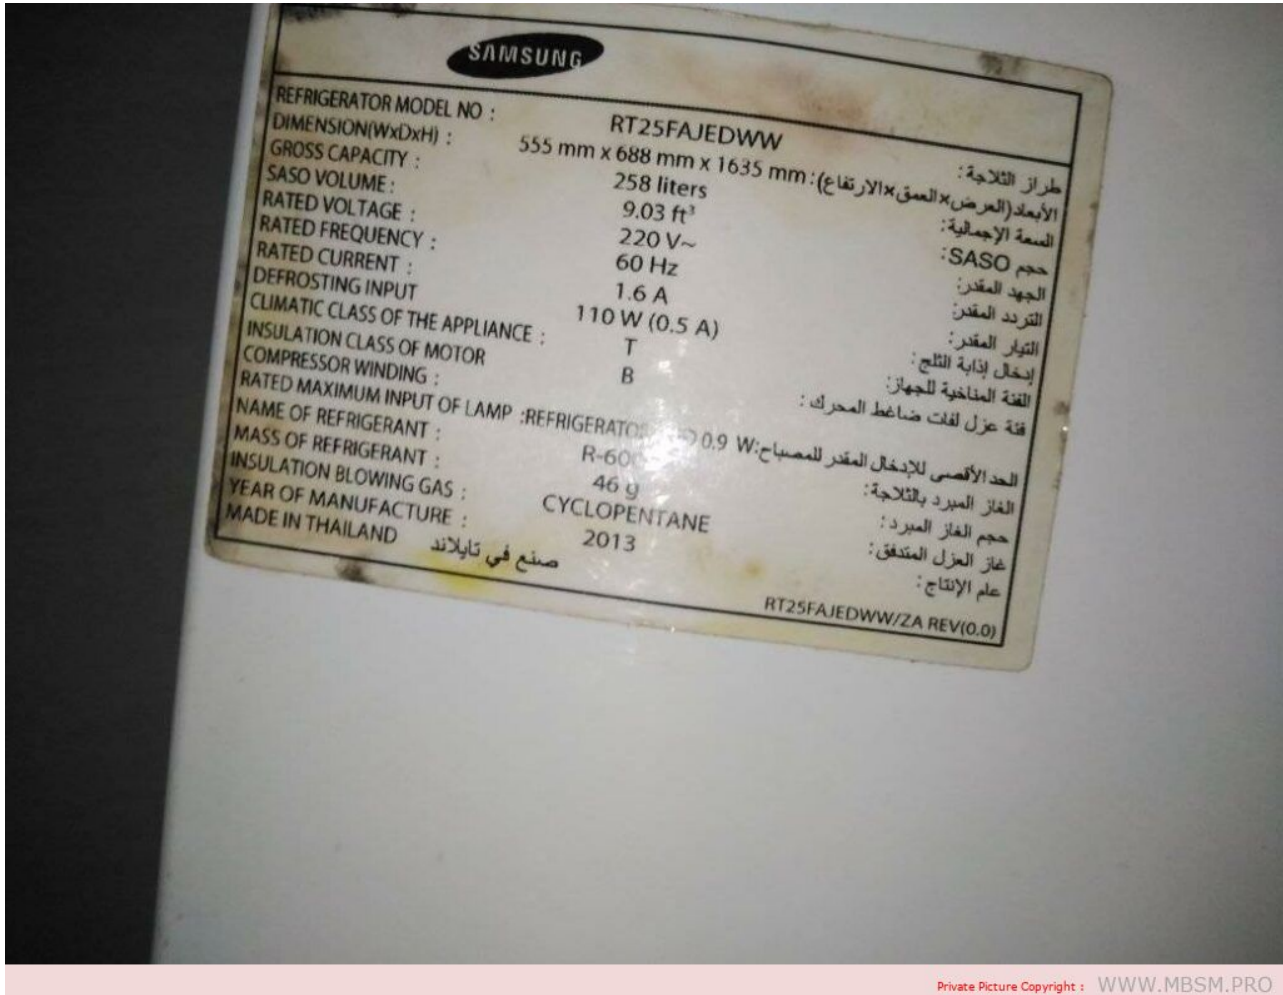 SAMSUNG
REFRIGERATOR MODEL NO : RT25FAJEDWW طراز الثلاجة:
DIMENSION(WxDxH) : 555 mm x 688 mm x 1635 mm الأبعاد(العرض×العمق×الارتفاع):
GROSS CAPACITY : 258 liters السعة الإجمالية:
SASO VOLUME : 9.03 ft³ حجم SASO:
RATED VOLTAGE : 220 V~ الجهد المقدر:
RATED FREQUENCY : 60 Hz التردد المقدر:
RATED CURRENT : 1.6 A التيار المقدر:
DEFROSTING INPUT 110 W (0.5 A) إدخال إذابة الثلج :
CLIMATIC CLASS OF THE APPLIANCE : T الفئة المناخية للجهاز:
INSULATION CLASS OF MOTOR B فئة عزل لفات ضاغط المحرك :
COMPRESSOR WINDING :
RATED MAXIMUM INPUT OF LAMP :REFRIGERATOR 0.9 W الحد الأقصى للإدخال المقدر للمصباح:
NAME OF REFRIGERANT : الغاز المبرد بالثلاجة:
MASS OF REFRIGERANT : 46 g حجم الغاز المبرد :
INSULATION BLOWING GAS : CYCLOPENTANE غاز العزل المتدفق:
YEAR OF MANUFACTURE : 2013 عام الإنتاج:
MADE IN THAILAND صنع في تايلاند
RT25FAJEDWW/ZA REV(0.0)
Private Picture Copyright : WWW.MBSM.PRO